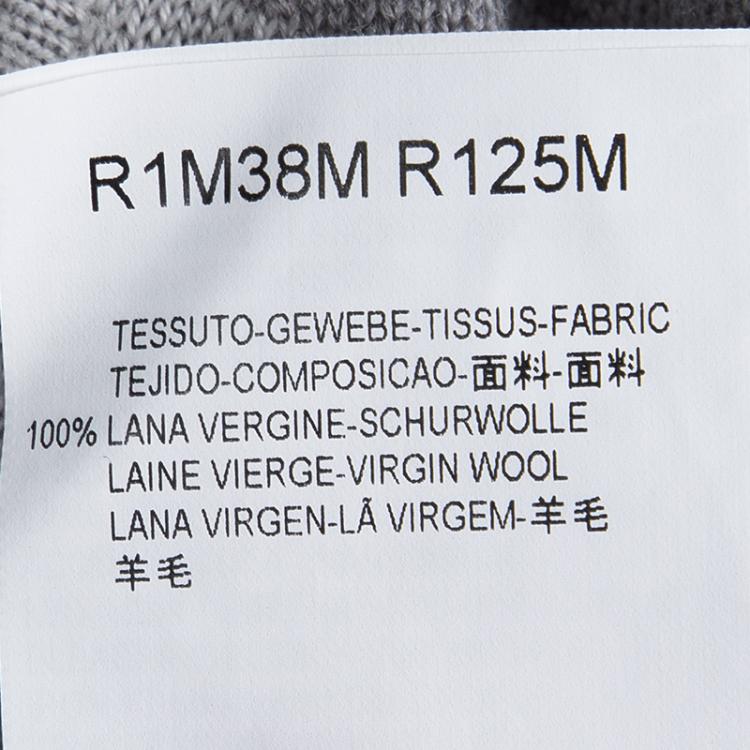 R1M38M R125M
TESSUTO-GEWEBE-TISSUS-FABRIC
TEJIDO-COMPOSICAO-面料-面料
100% LANA VERGINE-SCHURWOLLE
LAINE VIERGE-VIRGIN WOOL
LANA VIRGEN-LÃ VIRGEM-羊毛
羊毛